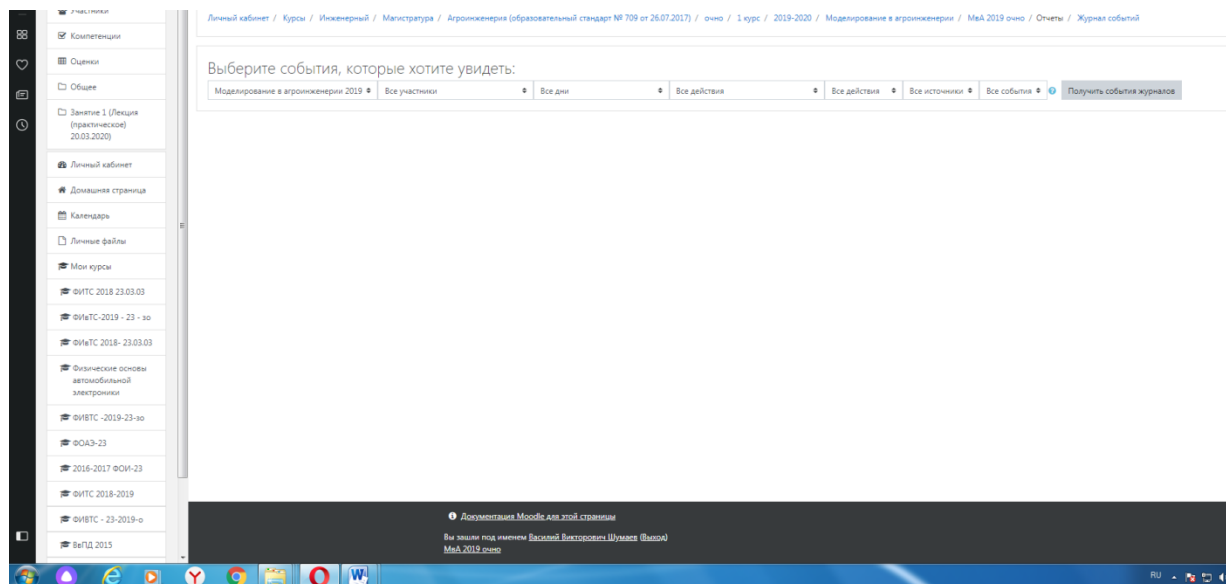 Участники
Компетенции
Оценки
Общее
Занятие 1 (Лекция
(практическое)
20.03.2020)
Личный кабинет
Домашняя страница
Календарь
Личные файлы
Мои курсы
ФИТС 2018 23.03.03
ФИвТС-2019 - 23 - зо
ФИвТС 2018- 23.03.03
Физические основы
автомобильной
электроники
ФИВТС -2019-23-зо
ФОАЭ-23
2016-2017 ФОИ-23
ФИТС 2018-2019
ФИВТС - 23-2019-о
ВвПД 2015
Личный кабинет / Курсы / Инженерный / Магистратура / Агроинженерия (образовательный стандарт № 709 от 26.07.2017) / очно / 1 курс / 2019-2020 / Моделирование в агроинженерии / МвА 2019 очно / Отчеты / Журнал событий
Выберите события, которые хотите увидеть:
Моделирование в агроинженерии 2019 Все участники Все дни Все действия Все действия Все источники Все события Получить события журналов
Документация Moodle для этой страницы
Вы зашли под именем Василий Викторович Шумаев (Выход)
МвА 2019 очно
RU